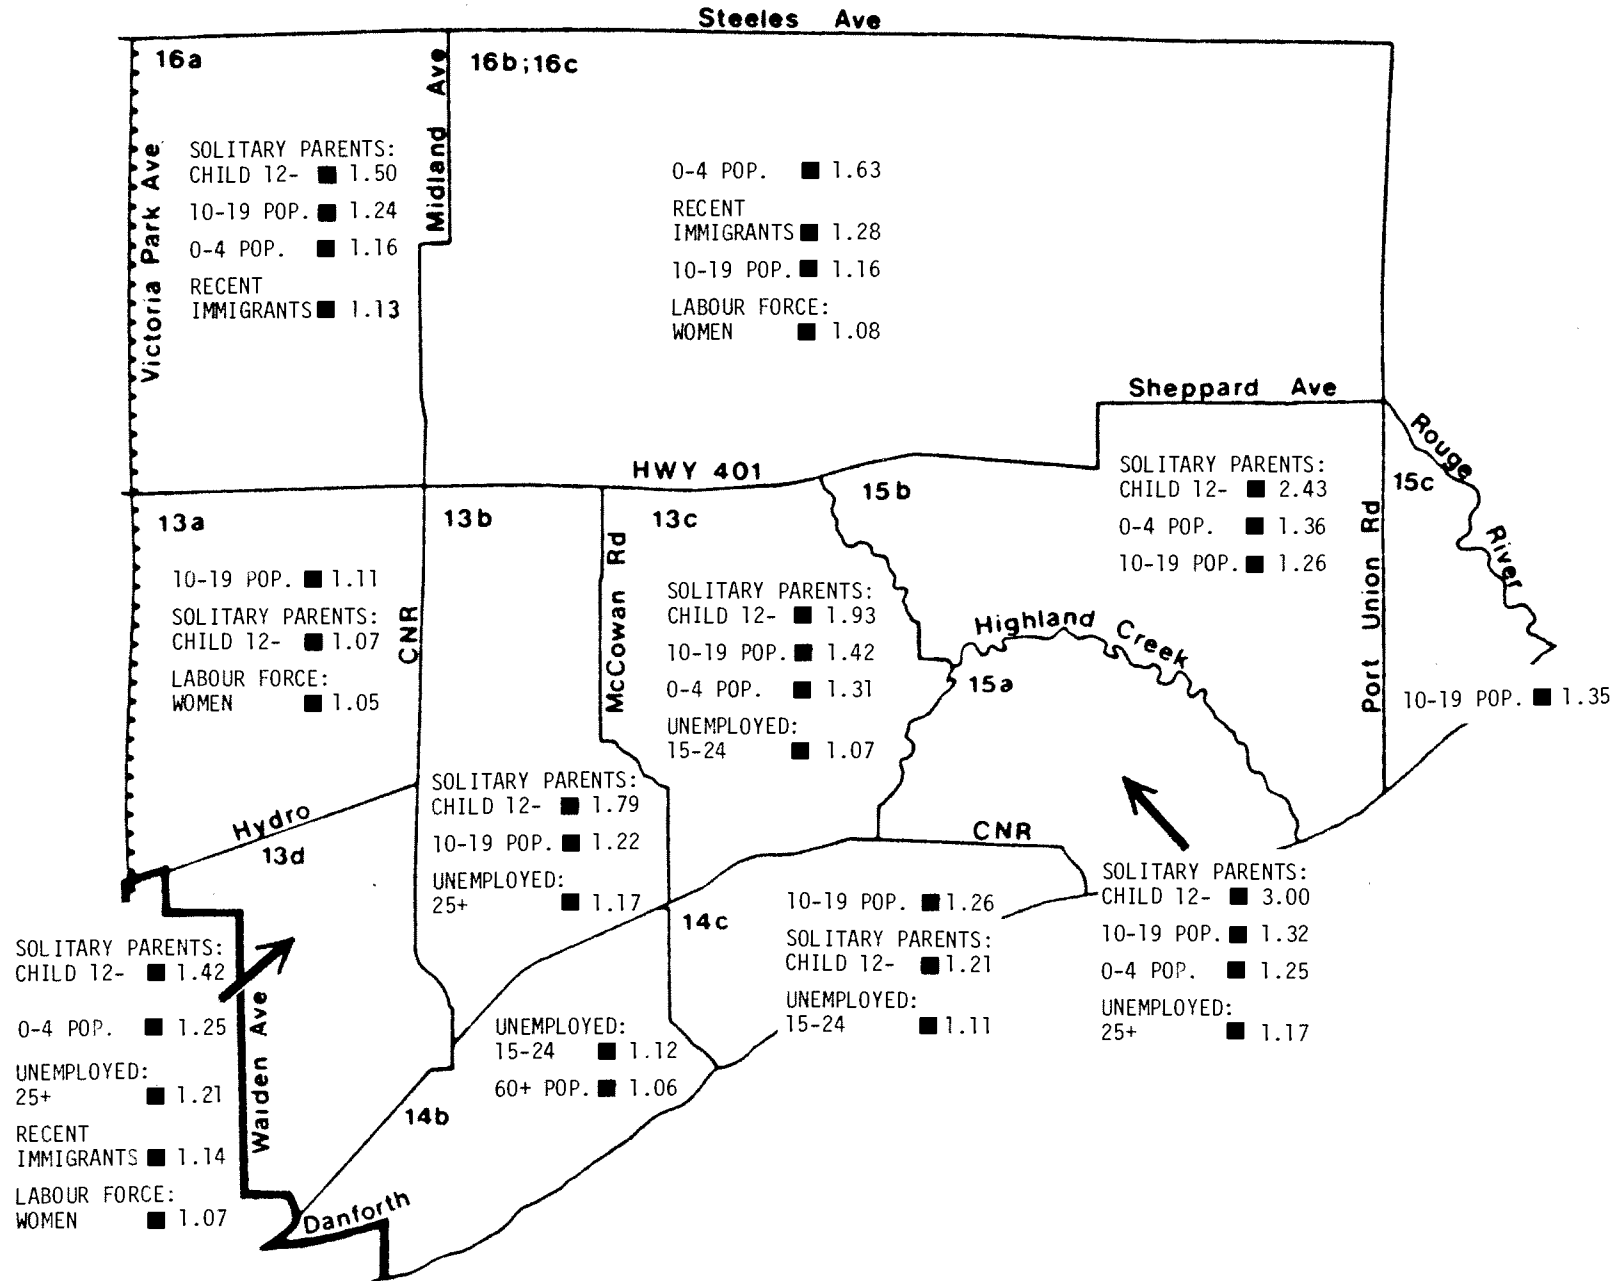 Steeles Ave
16a
Midland Ave
16b;16c
Victoria Park Ave
SOLITARY PARENTS:
CHILD 12- ■ 1.50
10-19 POP. ■ 1.24
0-4 POP. ■ 1.16
RECENT
IMMIGRANTS ■ 1.13
0-4 POP. ■ 1.63
RECENT
IMMIGRANTS ■ 1.28
10-19 POP. ■ 1.16
LABOUR FORCE:
WOMEN ■ 1.08
Sheppard Ave
HWY 401
Rouge River
15b
SOLITARY PARENTS:
CHILD 12- ■ 2.43
0-4 POP. ■ 1.36
10-19 POP. ■ 1.26
Port Union Rd
15c
10-19 POP. ■ 1.35
13a
10-19 POP. ■ 1.11
SOLITARY PARENTS:
CHILD 12- ■ 1.07
LABOUR FORCE:
WOMEN ■ 1.05
CNR
13b
SOLITARY PARENTS:
CHILD 12- ■ 1.79
10-19 POP. ■ 1.22
UNEMPLOYED:
25+ ■ 1.17
McCowan Rd
13c
SOLITARY PARENTS:
CHILD 12- ■ 1.93
10-19 POP. ■ 1.42
0-4 POP. ■ 1.31
UNEMPLOYED:
15-24 ■ 1.07
Highland Creek
15a
CNR
SOLITARY PARENTS:
CHILD 12- ■ 3.00
10-19 POP. ■ 1.32
0-4 POP. ■ 1.25
UNEMPLOYED:
25+ ■ 1.17
Hydro
13d
SOLITARY PARENTS:
CHILD 12- ■ 1.42
0-4 POP. ■ 1.25
UNEMPLOYED:
25+ ■ 1.21
RECENT
IMMIGRANTS ■ 1.14
LABOUR FORCE:
WOMEN ■ 1.07
Walden Ave
14c
10-19 POP. ■ 1.26
SOLITARY PARENTS:
CHILD 12- ■ 1.21
UNEMPLOYED:
15-24 ■ 1.11
14b
UNEMPLOYED:
15-24 ■ 1.12
60+ POP. ■ 1.06
Danforth